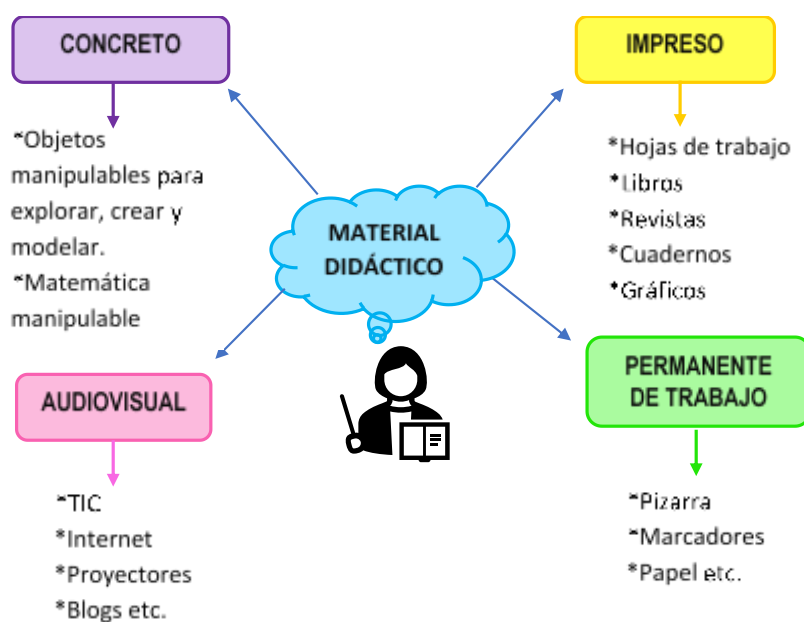 CONCRETO
*Objetos
manipulables para
explorar, crear y
modelar.
*Matemática
manipulable
IMPRESO
*Hojas de trabajo
*Libros
*Revistas
*Cuadernos
*Gráficos
MATERIAL
DIDÁCTICO
AUDIOVISUAL
*TIC
*Internet
*Proyectores
*Blogs etc.
PERMANENTE
DE TRABAJO
*Pizarra
*Marcadores
*Papel etc.